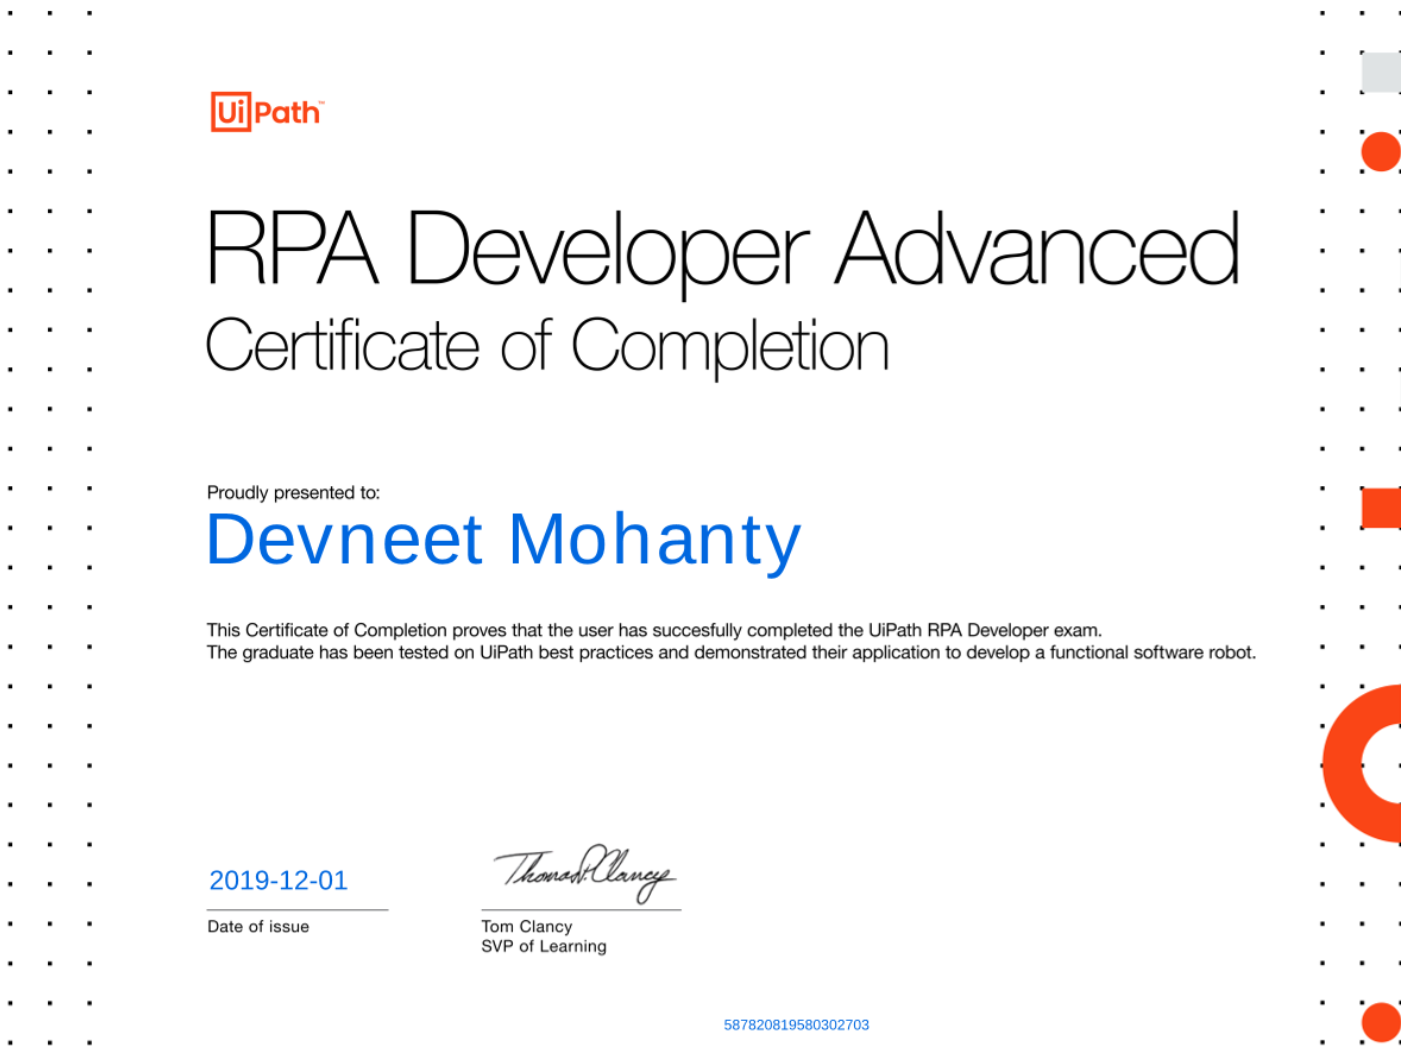 UiPath™
RPA Developer Advanced
Certificate of Completion
Proudly presented to:
Devneet Mohanty
This Certificate of Completion proves that the user has succesfully completed the UiPath RPA Developer exam.
The graduate has been tested on UiPath best practices and demonstrated their application to develop a functional software robot.
2019-12-01
Date of issue
Thomas P. Clancy
Tom Clancy
SVP of Learning
587820819580302703